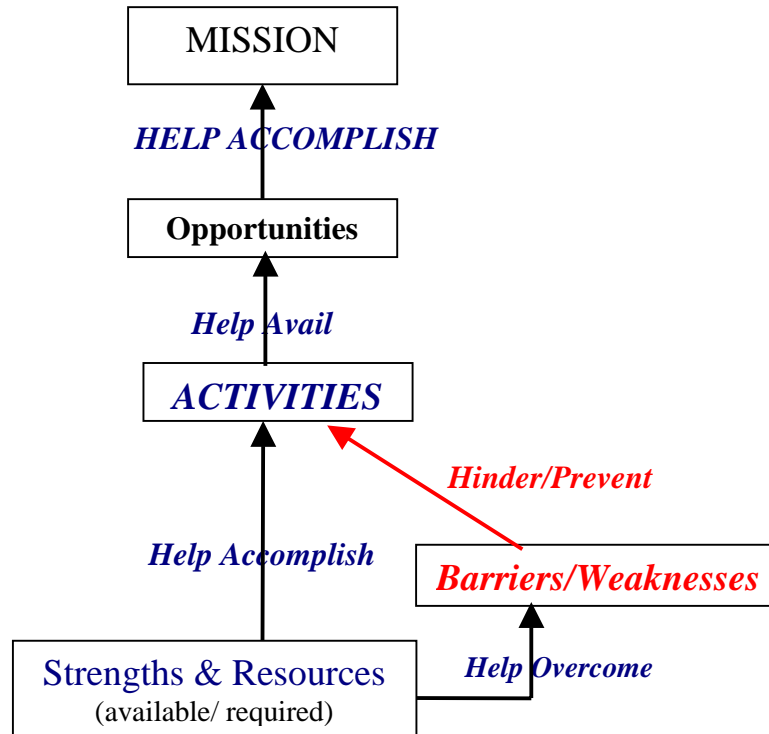 MISSION
HELP ACCOMPLISH
Opportunities
Help Avail
ACTIVITIES
Hinder/Prevent
Help Accomplish
Barriers/Weaknesses
Strengths & Resources
(available/ required)
Help Overcome